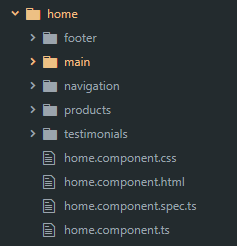 home
footer
main
navigation
products
testimonials
home.component.css
home.component.html
home.component.spec.ts
home.component.ts